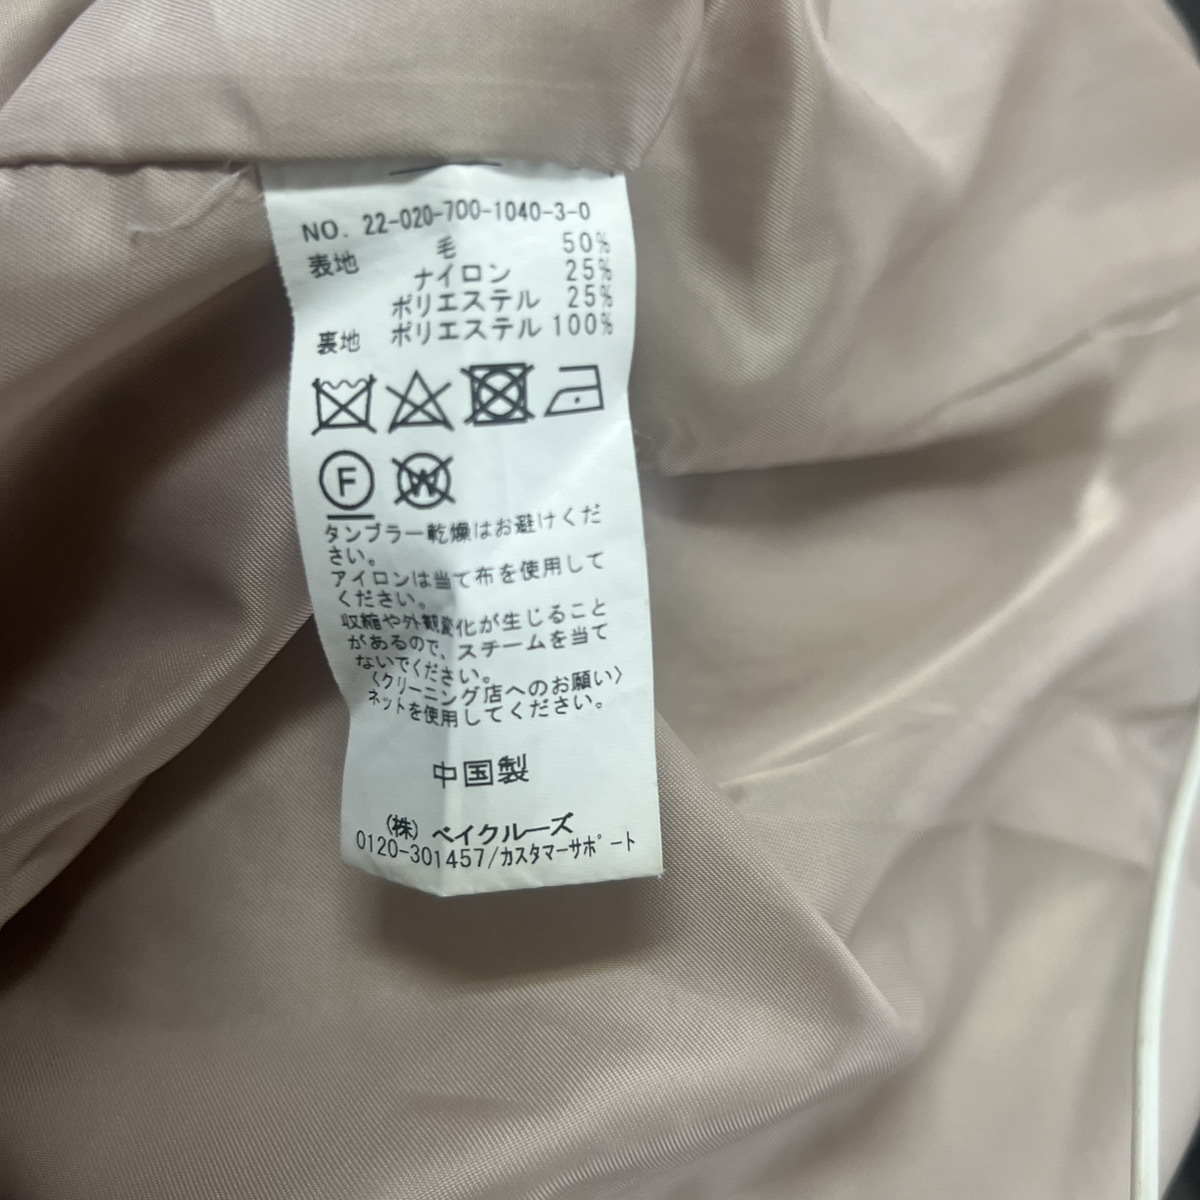 NO. 22-020-700-1040-3-0
表地 毛 50%
ナイロン 25%
ポリエステル 25%
裏地 ポリエステル 100%
F W
タンブラー乾燥はお避けくだ
さい。
アイロンは当て布を使用して
ください。
収縮や外観変化が生じること
があるので、スチームを当て
ないでください。
〈クリーニング店へのお願い〉
ネットを使用してください。
中国製
(株) ベイクルーズ
0120-301457/カスタマーサポート